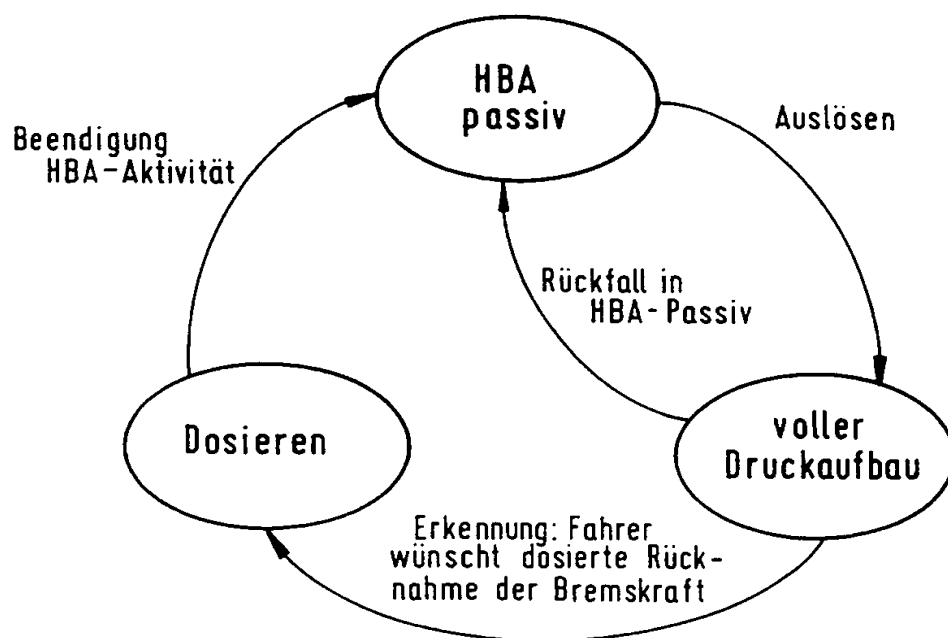 HBA
passiv
Auslösen
Beendigung
HBA-Aktivität
Rückfall in
HBA-Passiv
Dosieren
voller
Druckaufbau
Erkennung: Fahrer
wünscht dosierte Rück-
nahme der Bremskraft